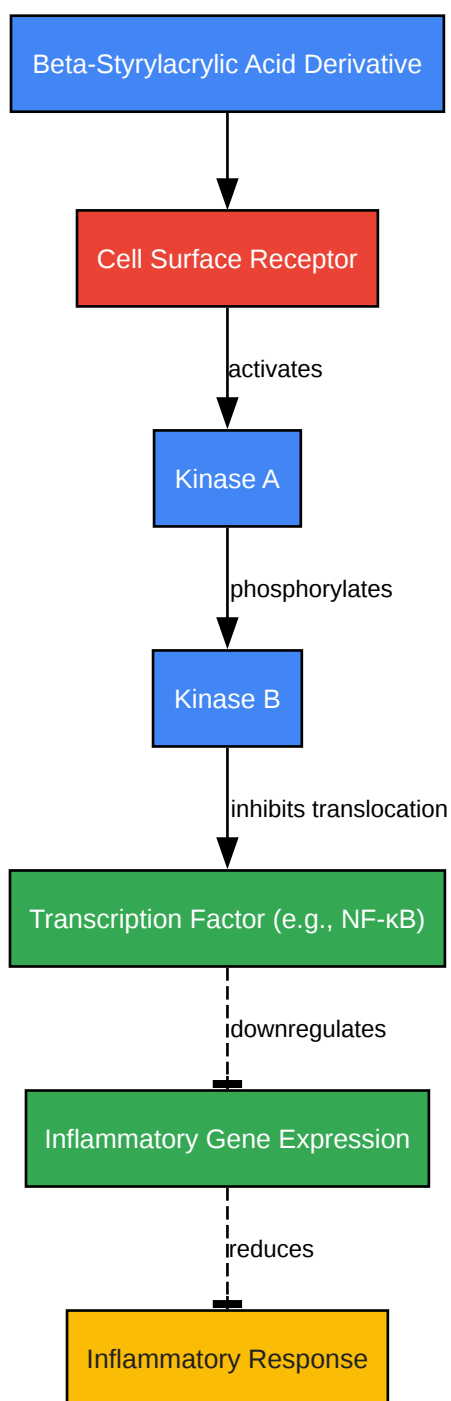 Beta-Styrylacrylic Acid Derivative
Cell Surface Receptor
activates
Kinase A
phosphorylates
Kinase B
inhibits translocation
Transcription Factor (e.g., NF-κB)
downregulates
Inflammatory Gene Expression
reduces
Inflammatory Response